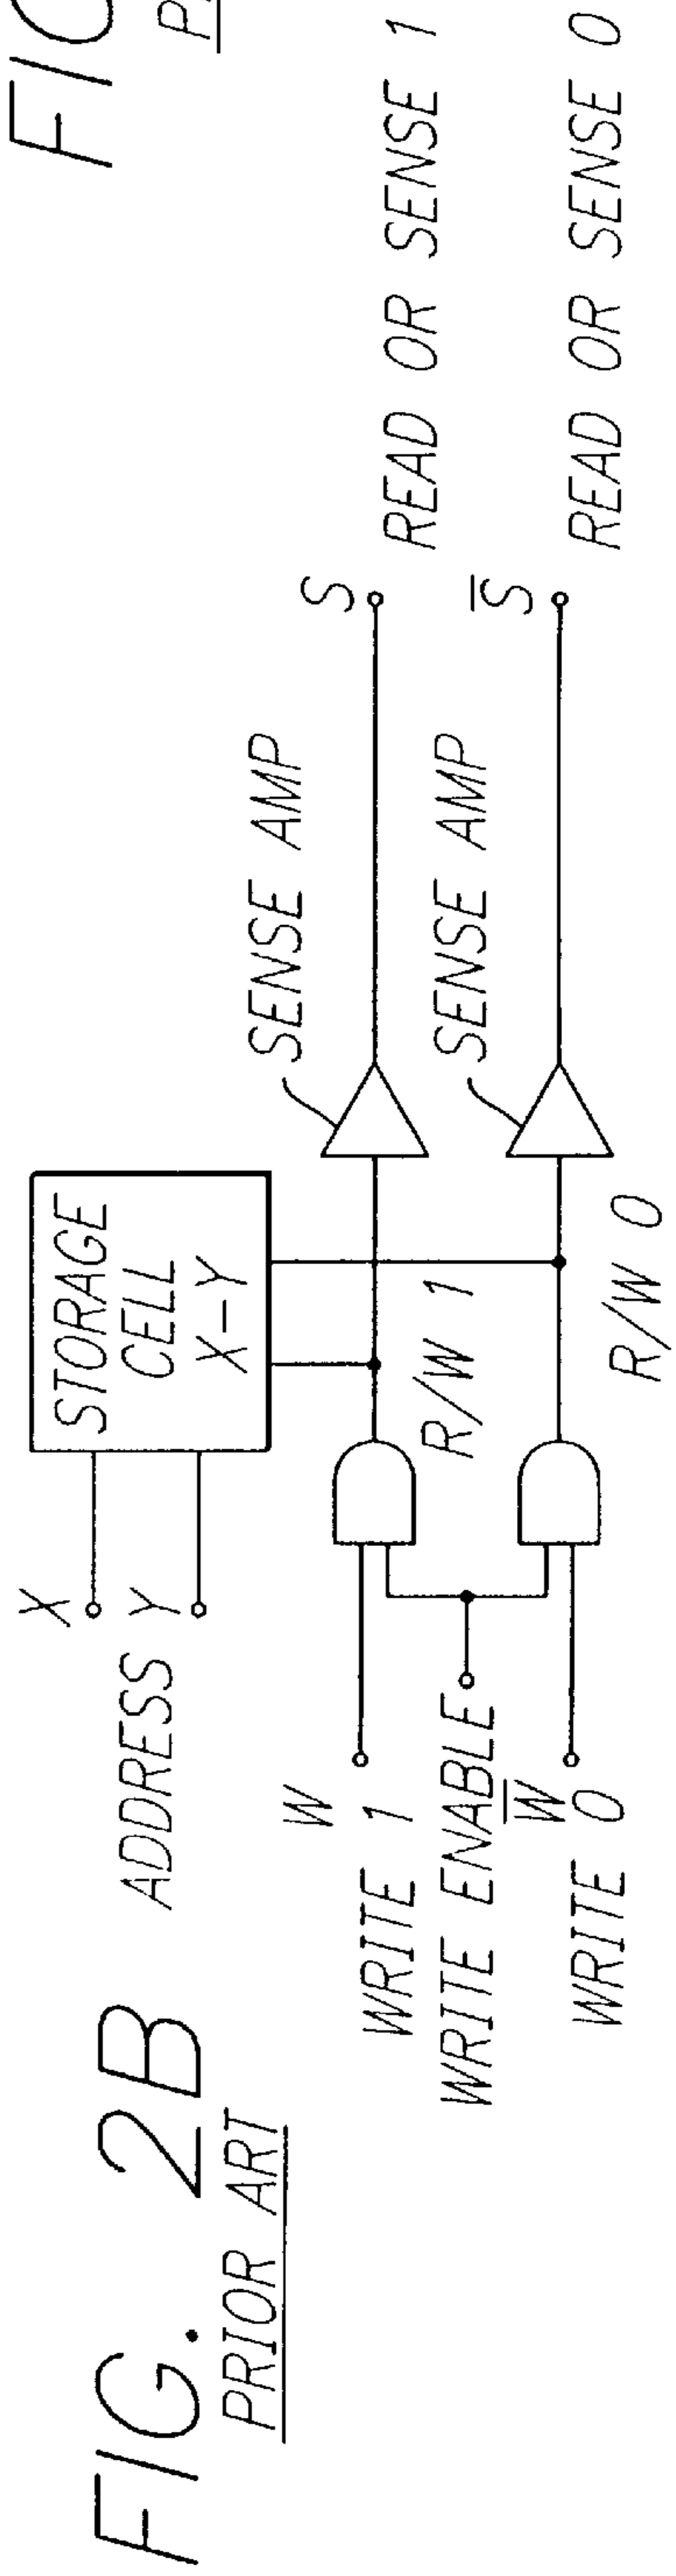 FIG. 2B
PRIOR ART
ADDRESS
X
Y
STORAGE
CELL
X-Y
W
WRITE 1
WRITE ENABLE
W̅
WRITE 0
R/W 1
R/W 0
SENSE AMP
SENSE AMP
S
S̅
READ OR SENSE 1
READ OR SENSE 0
FIG